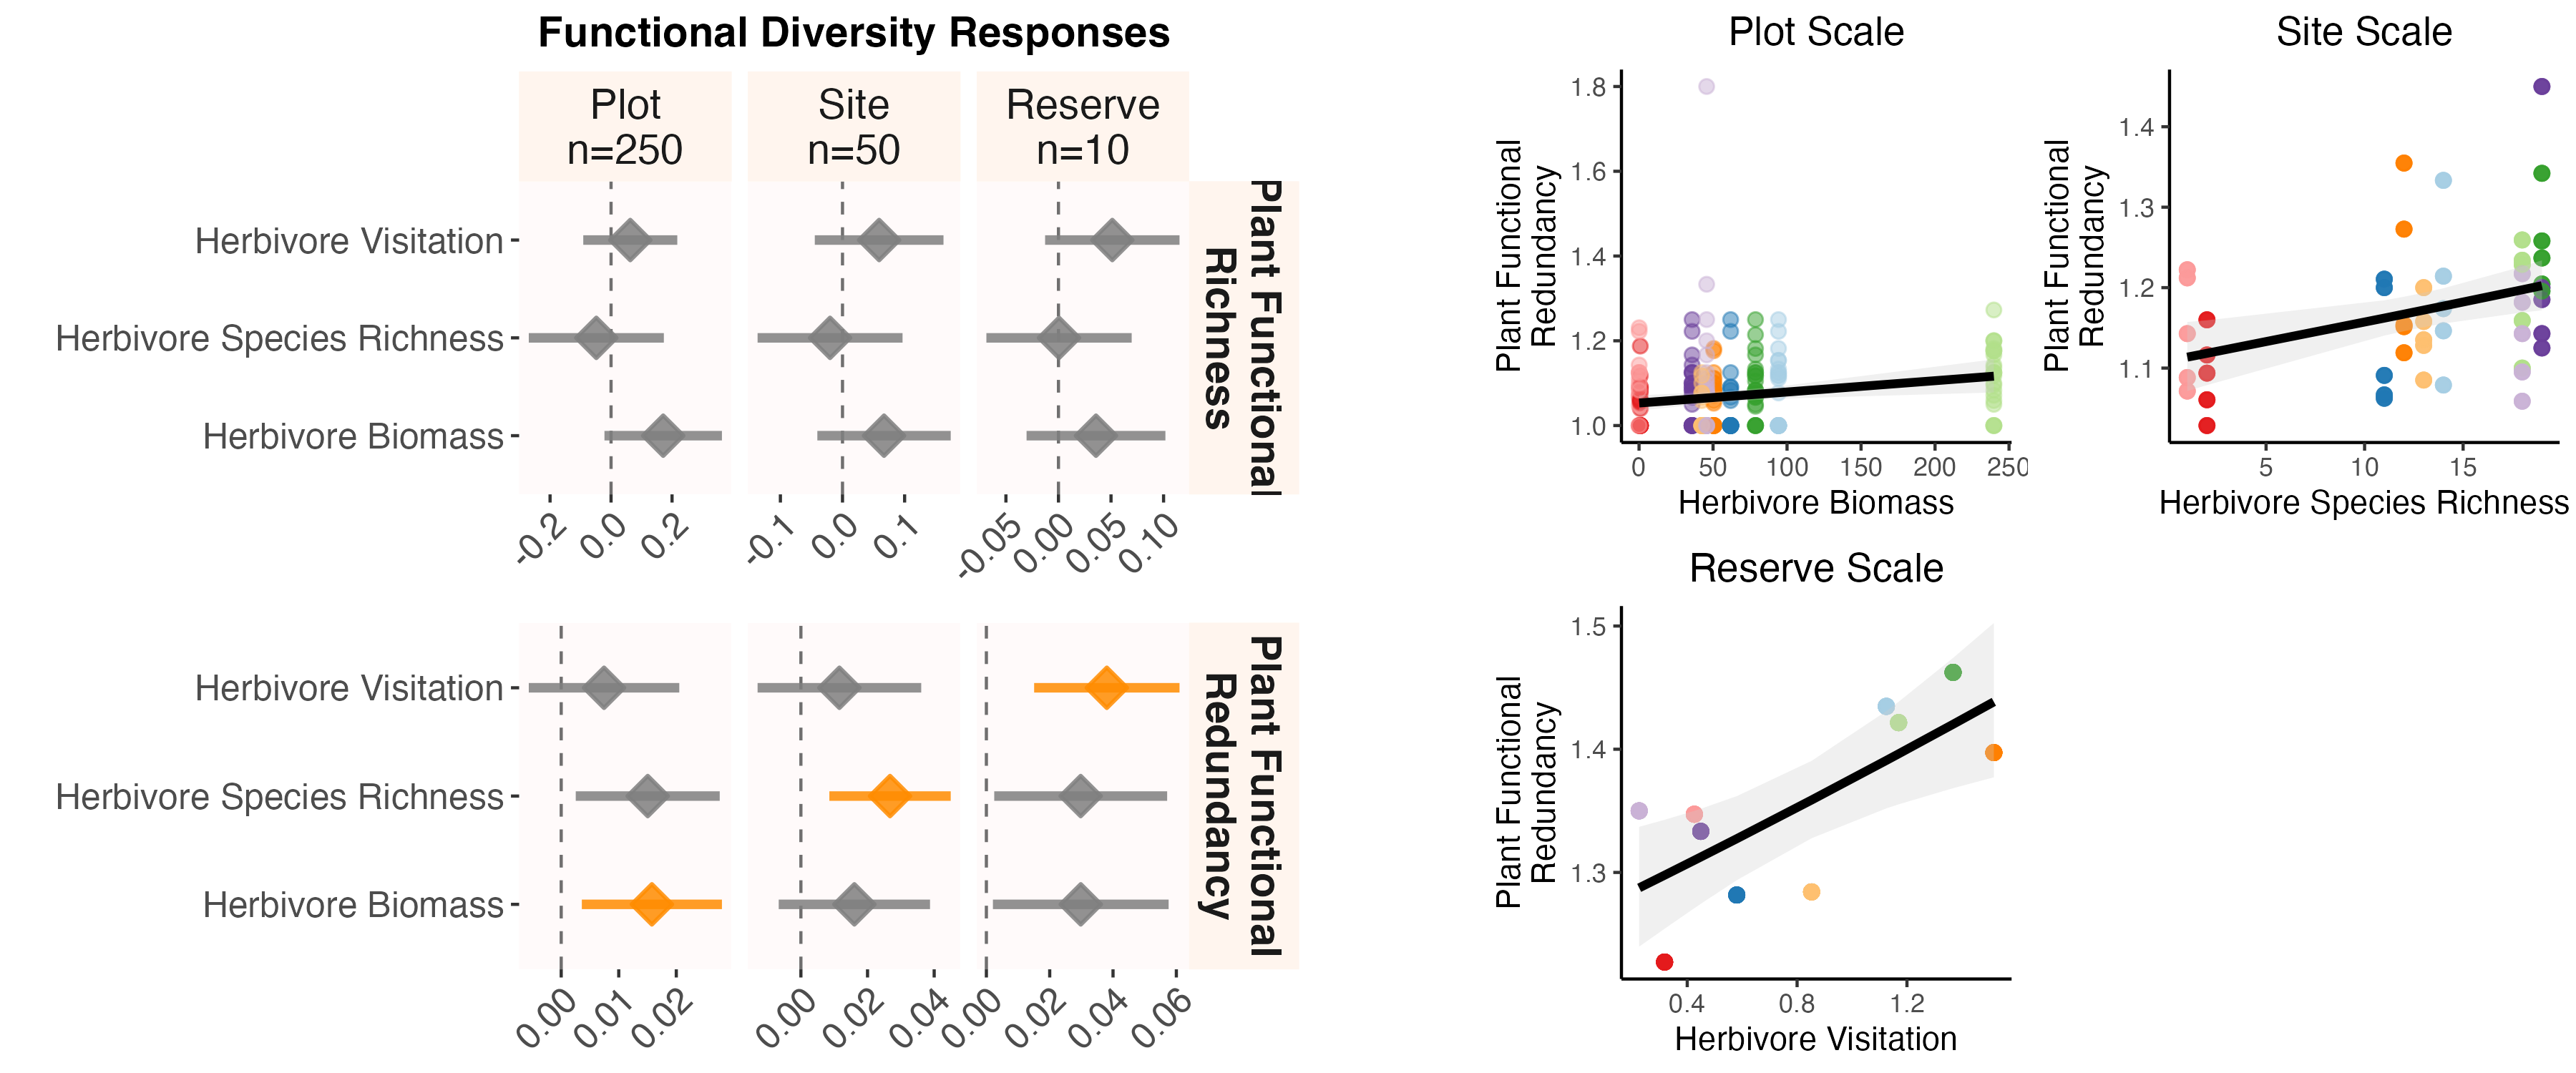 Functional Diversity Responses
Plot
n=250
Site
n=50
Reserve
n=10
Herbivore Visitation
Herbivore Species Richness
Herbivore Biomass
Plant Functional
Richness
-0.2
0.0
0.2
-0.1
0.0
0.1
-0.05
0.00
0.05
0.10
Herbivore Visitation
Herbivore Species Richness
Herbivore Biomass
Plant Functional
Redundancy
0.00
0.01
0.02
0.00
0.02
0.04
0.00
0.02
0.04
0.06
Plot Scale
Plant Functional
Redundancy
1.8
1.6
1.4
1.2
1.0
0
50
100
150
200
250
Herbivore Biomass
Site Scale
Plant Functional
Redundancy
1.4
1.3
1.2
1.1
5
10
15
Herbivore Species Richness
Reserve Scale
Plant Functional
Redundancy
1.5
1.4
1.3
0.4
0.8
1.2
Herbivore Visitation